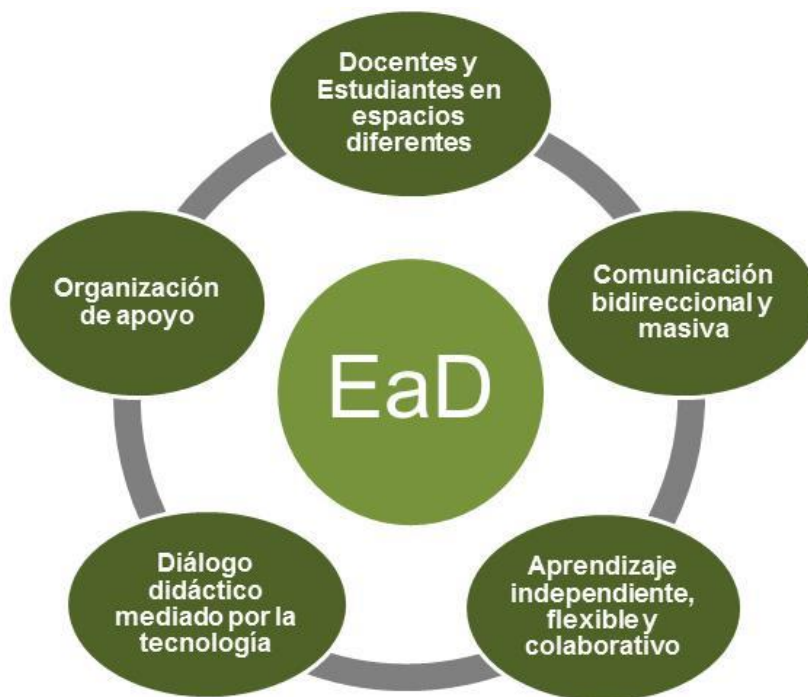 Docentes y
Estudiantes en
espacios
diferentes
Comunicación
bidireccional y
masiva
Aprendizaje
independiente,
flexible y
colaborativo
Diálogo
didáctico
mediado por la
tecnología
Organización
de apoyo
EaD